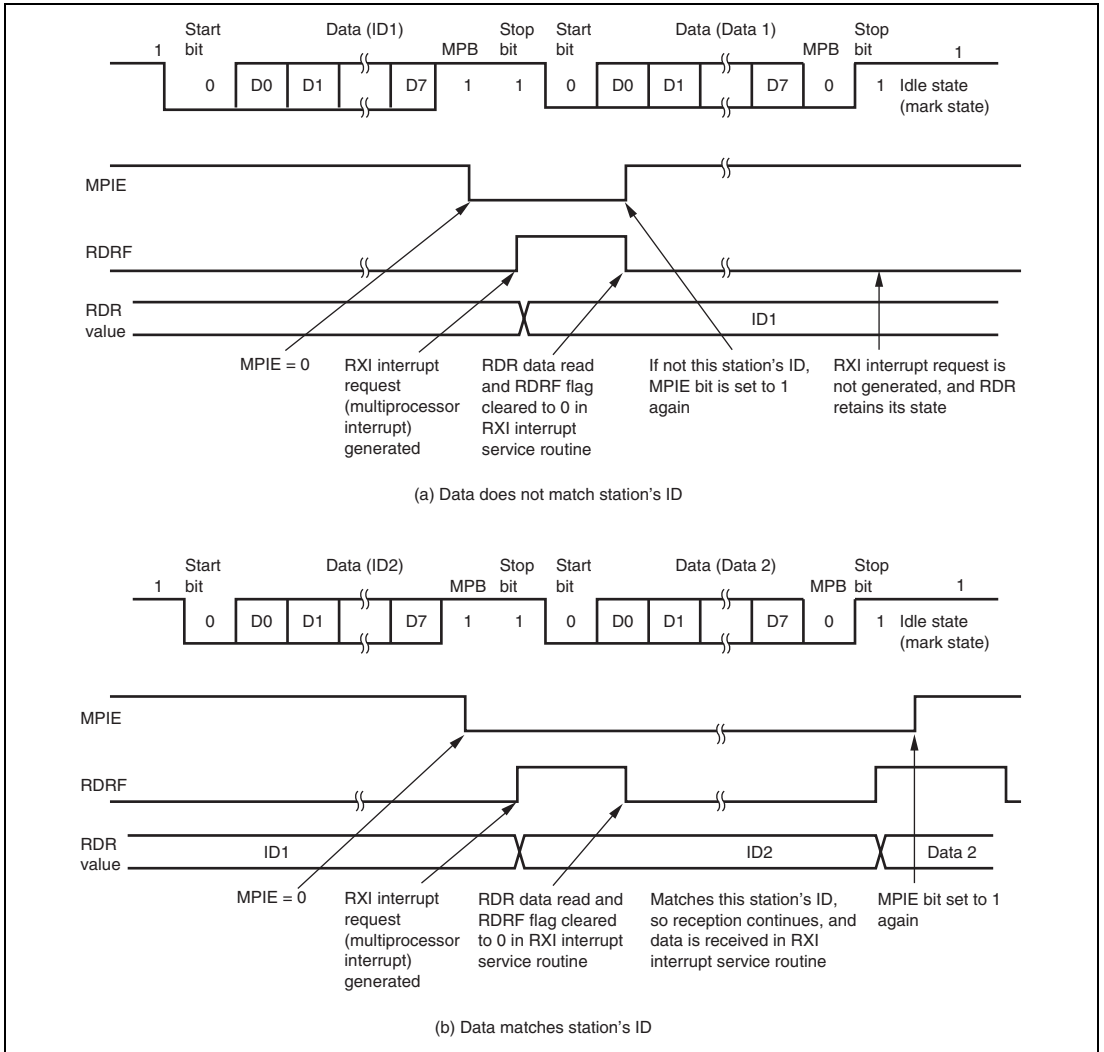 Start Data (ID1) Stop Start Data (Data 1) Stop
1 bit MPB bit bit MPB bit 1
0 D0 D1 D7 1 1 0 D0 D1 D7 0 1 Idle state
(mark state)
MPIE
RDRF
RDR
value
ID1
MPIE = 0
RXI interrupt
request
(multiprocessor
interrupt)
generated
RDR data read
and RDRF flag
cleared to 0 in
RXI interrupt
service routine
If not this station's ID,
MPIE bit is set to 1
again
RXI interrupt request is
not generated, and RDR
retains its state
(a) Data does not match station's ID
Start Data (ID2) Stop Start Data (Data 2) Stop
1 bit MPB bit bit MPB bit 1
0 D0 D1 D7 1 1 0 D0 D1 D7 0 1 Idle state
(mark state)
MPIE
RDRF
RDR
value
ID1 ID2 Data 2
MPIE = 0
RXI interrupt
request
(multiprocessor
interrupt)
generated
RDR data read and
RDRF flag cleared
to 0 in RXI interrupt
service routine
Matches this station's ID,
so reception continues, and
data is received in RXI
interrupt service routine
MPIE bit set to 1
again
(b) Data matches station's ID